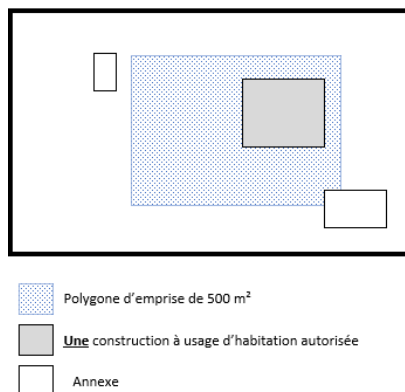 Polygone d’emprise de 500 m²
Une construction à usage d’habitation autorisée
Annexe